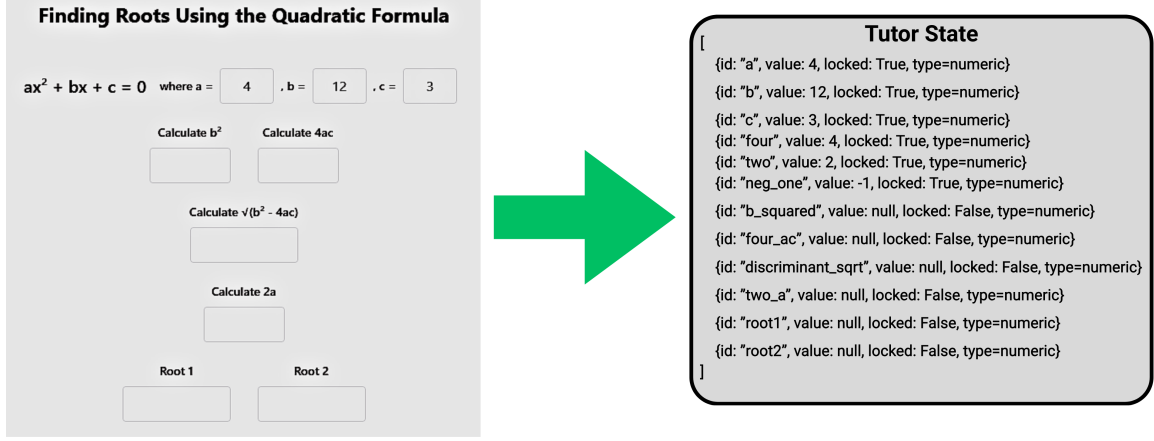 Finding Roots Using the Quadratic Formula
ax² + bx + c = 0 where a = 4 , b = 12 , c = 3
Calculate b² Calculate 4ac
Calculate √(b² - 4ac)
Calculate 2a
Root 1 Root 2
Tutor State
[
{id: ”a”, value: 4, locked: True, type=numeric}
{id: ”b”, value: 12, locked: True, type=numeric}
{id: ”c”, value: 3, locked: True, type=numeric}
{id: ”four”, value: 4, locked: True, type=numeric}
{id: ”two”, value: 2, locked: True, type=numeric}
{id: ”neg_one”, value: -1, locked: True, type=numeric}
{id: ”b_squared”, value: null, locked: False, type=numeric}
{id: ”four_ac”, value: null, locked: False, type=numeric}
{id: ”discriminant_sqrt”, value: null, locked: False, type=numeric}
{id: ”two_a”, value: null, locked: False, type=numeric}
{id: ”root1”, value: null, locked: False, type=numeric}
{id: ”root2”, value: null, locked: False, type=numeric}
]